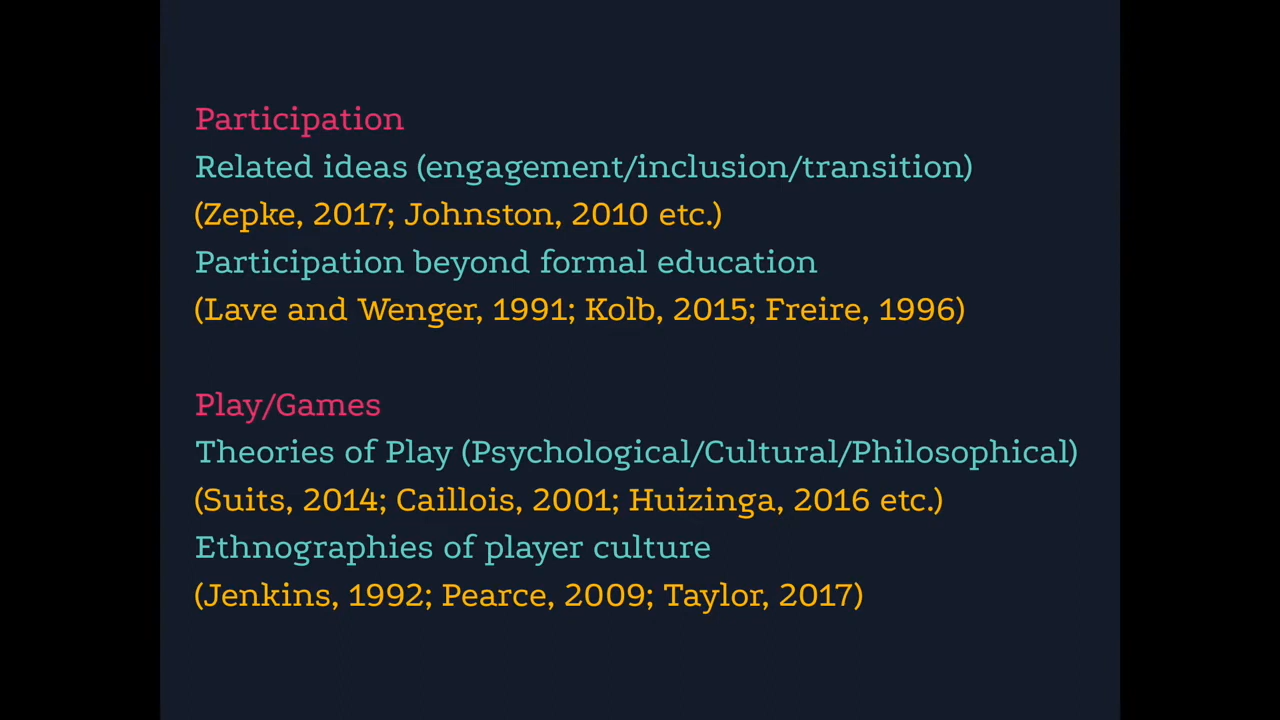 Participation
Related ideas (engagement/inclusion/transition)
(Zepke, 2017; Johnston, 2010 etc.)
Participation beyond formal education
(Lave and Wenger, 1991; Kolb, 2015; Freire, 1996)
Play/Games
Theories of Play (Psychological/Cultural/Philosophical)
(Suits, 2014; Caillois, 2001; Huizinga, 2016 etc.)
Ethnographies of player culture
(Jenkins, 1992; Pearce, 2009; Taylor, 2017)